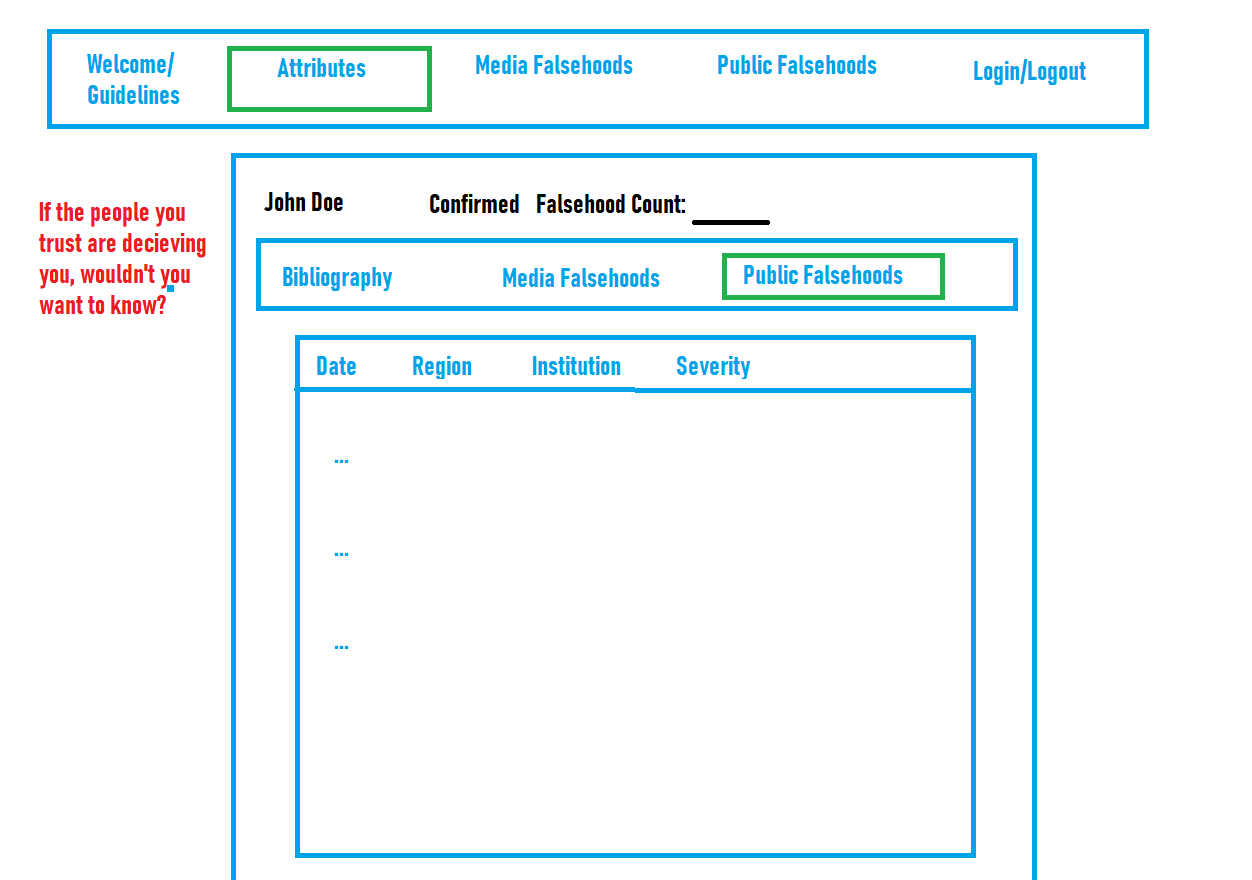 Welcome/
Guidelines
Attributes
Media Falsehoods
Public Falsehoods
Login/Logout
If the people you
trust are decieving
you, wouldn't you
want to know?
John Doe
Confirmed Falsehood Count:
Bibliography
Media Falsehoods
Public Falsehoods
Date
Region
Institution
Severity
...
...
...